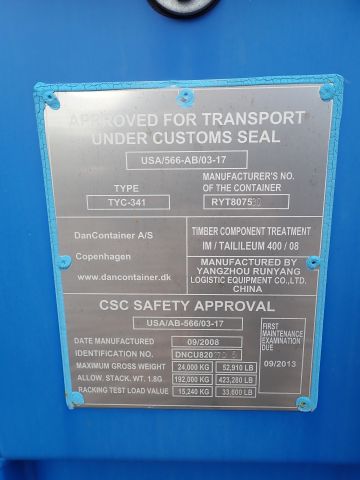 APPROVED FOR TRANSPORT
UNDER CUSTOMS SEAL
USA/566-AB/03-17
TYPE
TYC-341
MANUFACTURER'S NO.
OF THE CONTAINER
DanContainer A/S
Copenhagen
www.dancontainer.dk
TIMBER COMPONENT TREATMENT
IM / TAILILEUM 400 / 08
MANUFACTURED BY
YANGZHOU RUNYANG
LOGISTIC EQUIPMENT CO.,LTD.
CHINA
CSC SAFETY APPROVAL
USA/AB-566/03-17
DATE MANUFACTURED 09/2008
IDENTIFICATION NO.
MAXIMUM GROSS WEIGHT 24,000 KG 52,910 LB
ALLOW. STACK. WT. 1.8G 192,000 KG 423,280 LB
RACKING TEST LOAD VALUE 15,240 KG 33,600 LB
FIRST
MAINTENANCE
EXAMINATION
DUE
09/2013